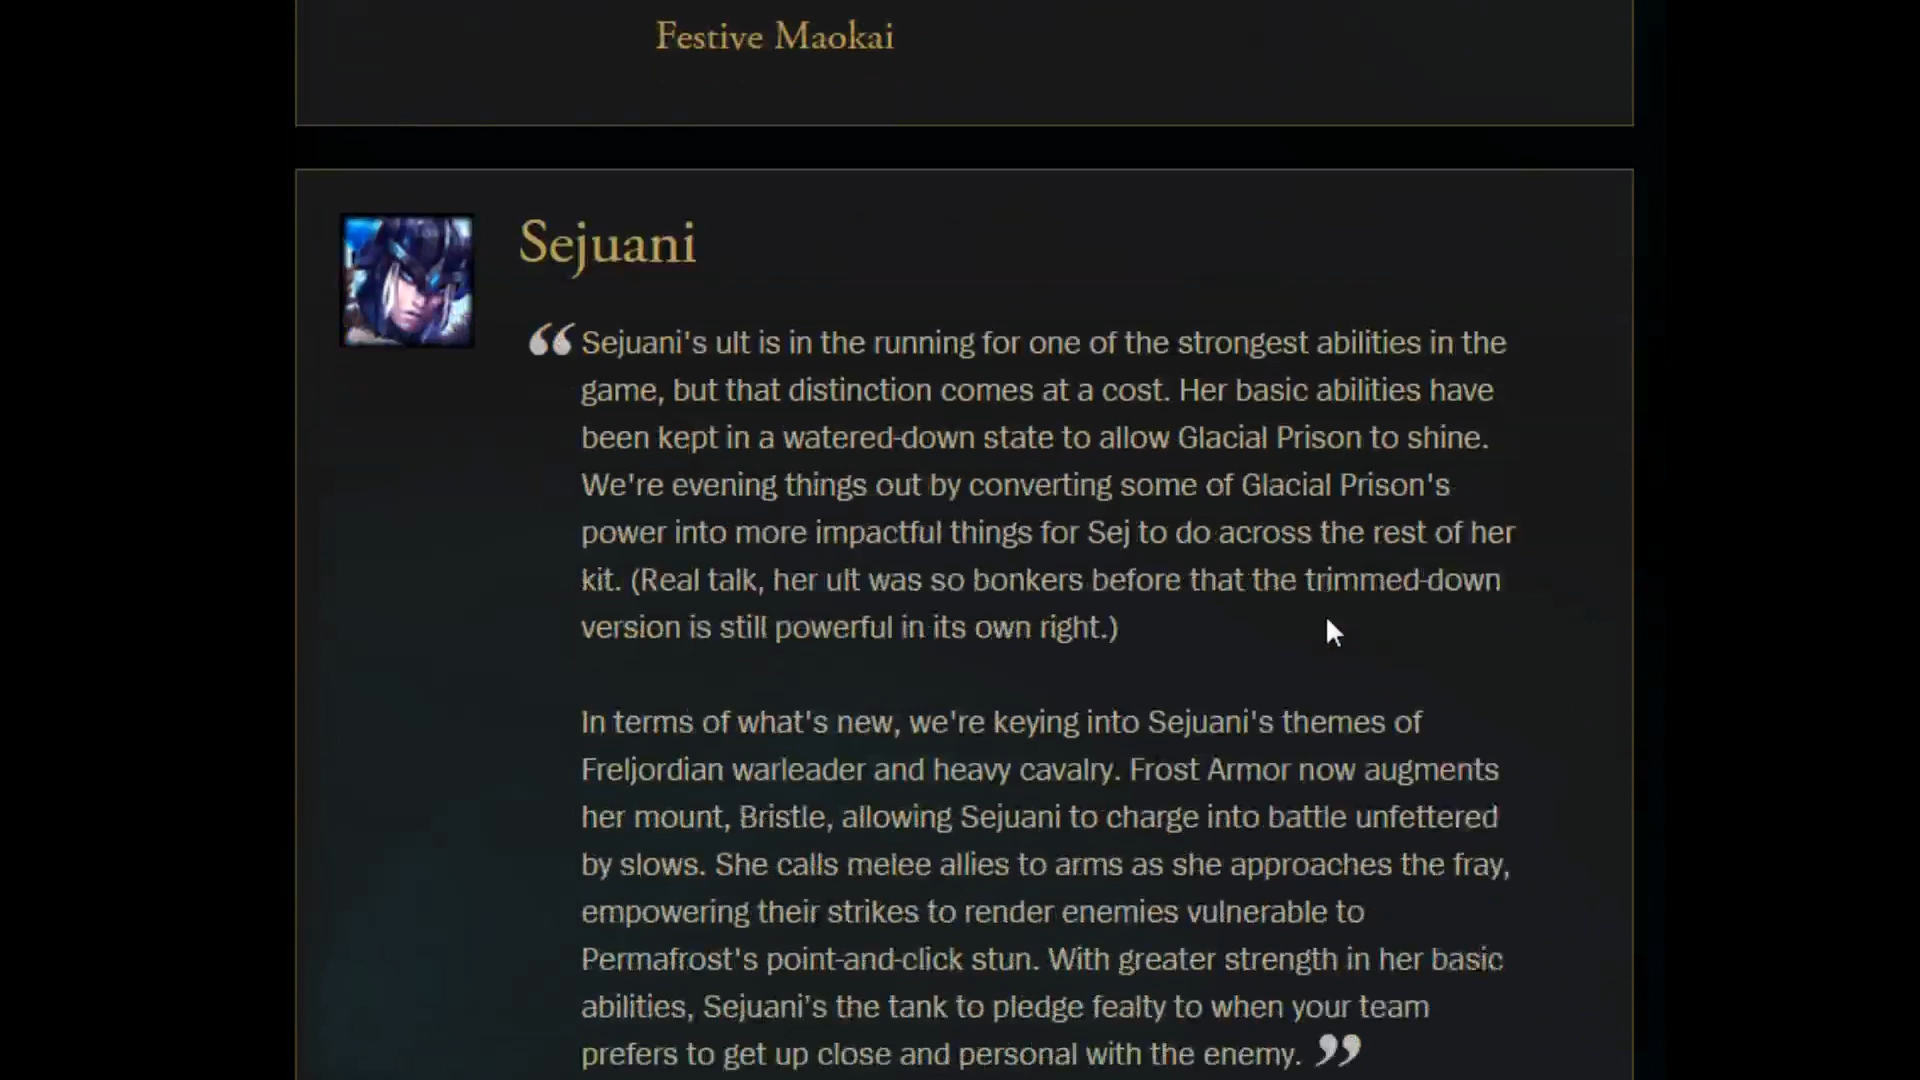 Festive Maokai
Sejuani
“ Sejuani's ult is in the running for one of the strongest abilities in the
game, but that distinction comes at a cost. Her basic abilities have
been kept in a watered-down state to allow Glacial Prison to shine.
We're evening things out by converting some of Glacial Prison's
power into more impactful things for Sej to do across the rest of her
kit. (Real talk, her ult was so bonkers before that the trimmed-down
version is still powerful in its own right.)
In terms of what's new, we're keying into Sejuani's themes of
Freljordian warleader and heavy cavalry. Frost Armor now augments
her mount, Bristle, allowing Sejuani to charge into battle unfettered
by slows. She calls melee allies to arms as she approaches the fray,
empowering their strikes to render enemies vulnerable to
Permafrost's point-and-click stun. With greater strength in her basic
abilities, Sejuani's the tank to pledge fealty to when your team
prefers to get up close and personal with the enemy. ”